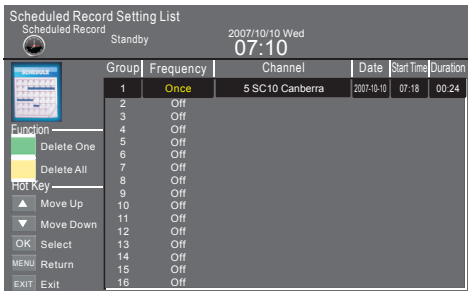 Scheduled Record Setting List
Scheduled Record
Standby
2007/10/10 Wed
07:10
SCHEDULE
Group Frequency Channel Date Start Time Duration
1 Once 5 SC10 Canberra 2007-10-10 07:18 00:24
2 Off
3 Off
4 Off
5 Off
6 Off
7 Off
8 Off
9 Off
10 Off
11 Off
12 Off
13 Off
14 Off
15 Off
16 Off
Function
Delete One
Delete All
Hot Key
Move Up
Move Down
OK Select
MENU Return
EXIT Exit